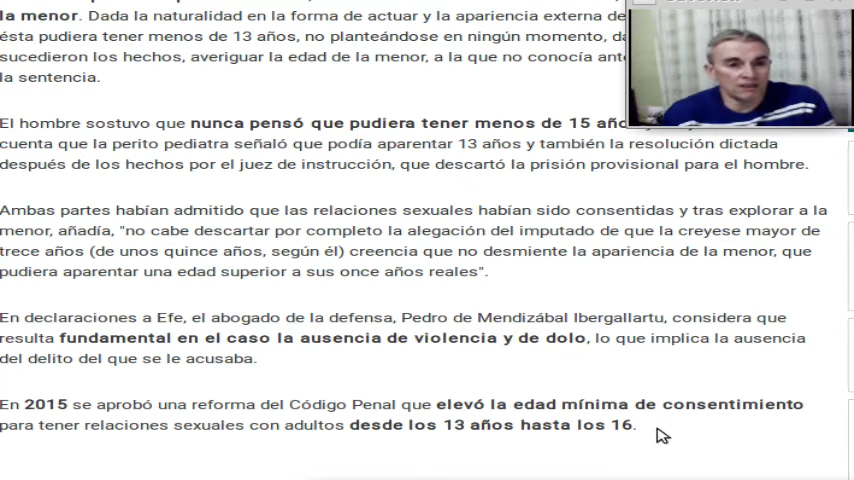 la menor. Dada la naturalidad en la forma de actuar y la apariencia externa de
ésta pudiera tener menos de 13 años, no planteándose en ningún momento,
sucedieron los hechos, averiguar la edad de la menor, a la que no conocía
la sentencia.
El hombre sostuvo que nunca pensó que pudiera tener menos de 15
cuenta que la perito pediatra señaló que podía aparentar 13 años y también la resolución dictada
después de los hechos por el juez de instrucción, que descartó la prisión provisional para el hombre.
Ambas partes habían admitido que las relaciones sexuales habían sido consentidas y tras explorar a la
menor, añadía, "no cabe descartar por completo la alegación del imputado de que la creyese mayor de
trece años (de unos quince años, según él) creencia que no desmiente la apariencia de la menor, que
pudiera aparentar una edad superior a sus once años reales".
En declaraciones a Efe, el abogado de la defensa, Pedro de Mendizábal Ibergallartu, considera que
resulta fundamental en el caso la ausencia de violencia y de dolo, lo que implica la ausencia
del delito del que se le acusaba.
En 2015 se aprobó una reforma del Código Penal que elevó la edad mínima de consentimiento
para tener relaciones sexuales con adultos desde los 13 años hasta los 16.